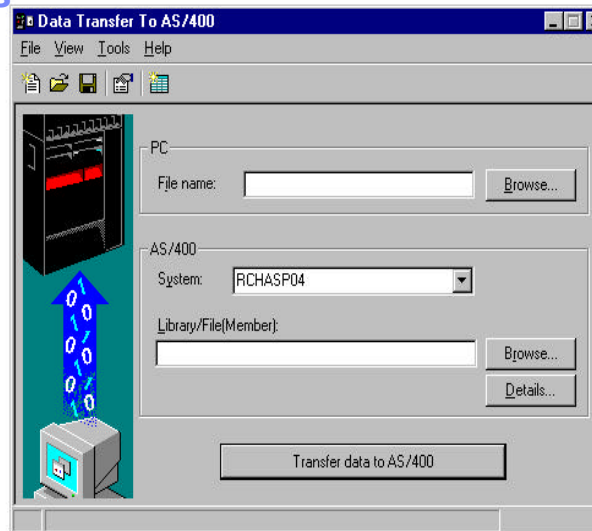 Data Transfer To AS/400
File View Tools Help
PC
File name:
Browse...
AS/400
System: RCHASP04
Library/File(Member):
Browse...
Details...
Transfer data to AS/400